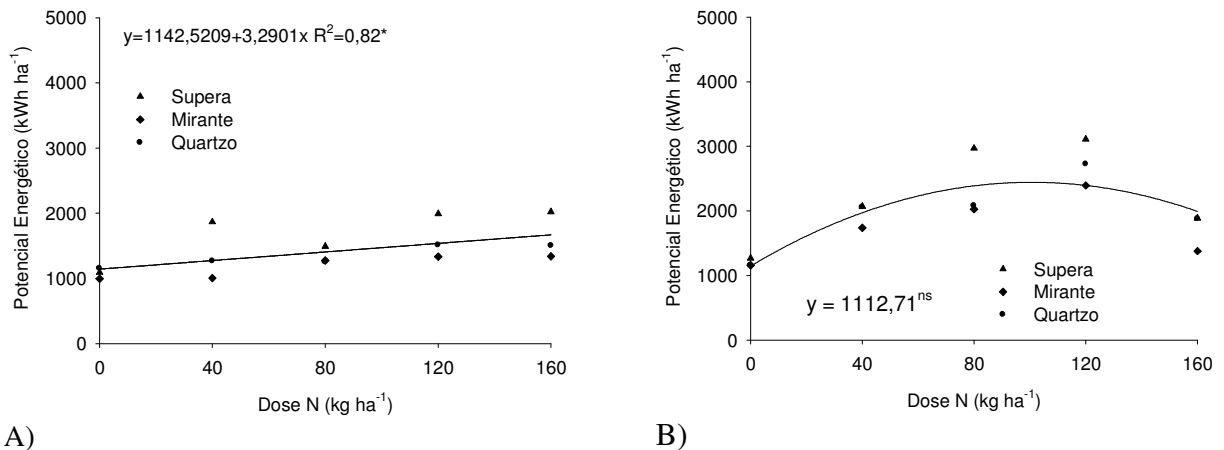 5000
4000
3000
2000
1000
0
Potencial Energético (kWh ha-1)
y=1142,5209+3,2901x R2=0,82*
Supera
Mirante
Quartzo
0 40 80 120 160
Dose N (kg ha-1)
A)
5000
4000
3000
2000
1000
0
Potencial Energético (kWh ha-1)
Supera
Mirante
Quartzo
y = 1112,71ns
0 40 80 120 160
Dose N (kg ha-1)
B)